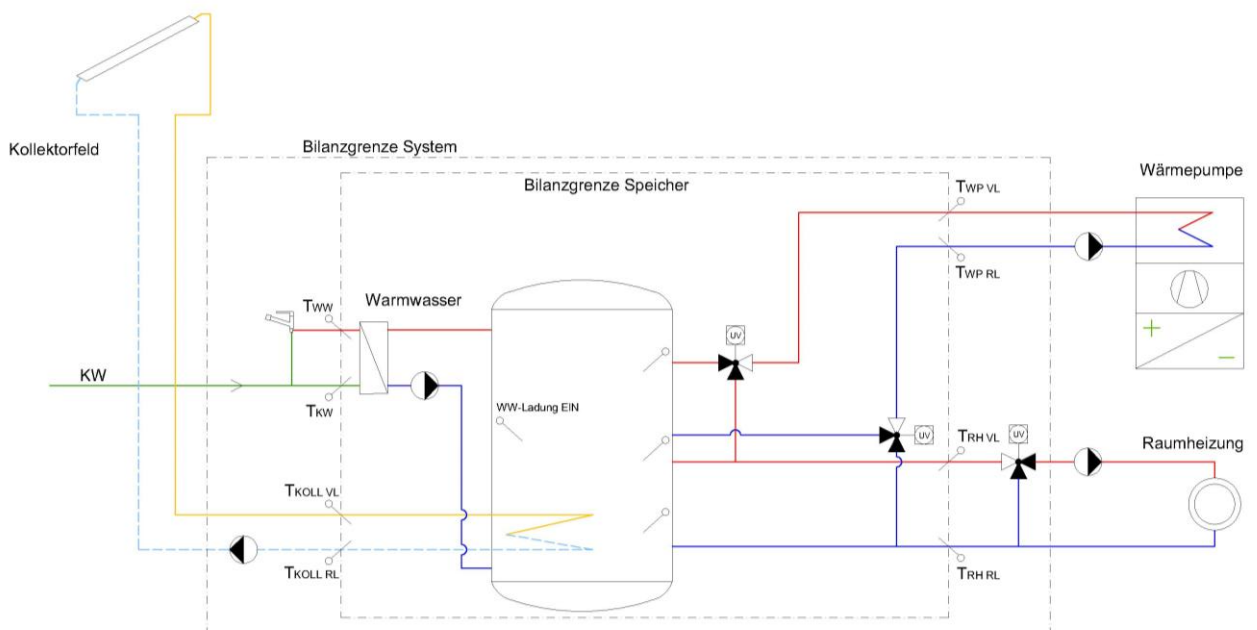 Kollektorfeld
Bilanzgrenze System
Bilanzgrenze Speicher
Wärmepumpe
TWP VL
TWP RL
TWW
Warmwasser
KW
TKW
WW-Ladung EIN
UV
UV
TRH VL
UV
Raumheizung
TKOLL VL
TKOLL RL
TRH RL
+
−